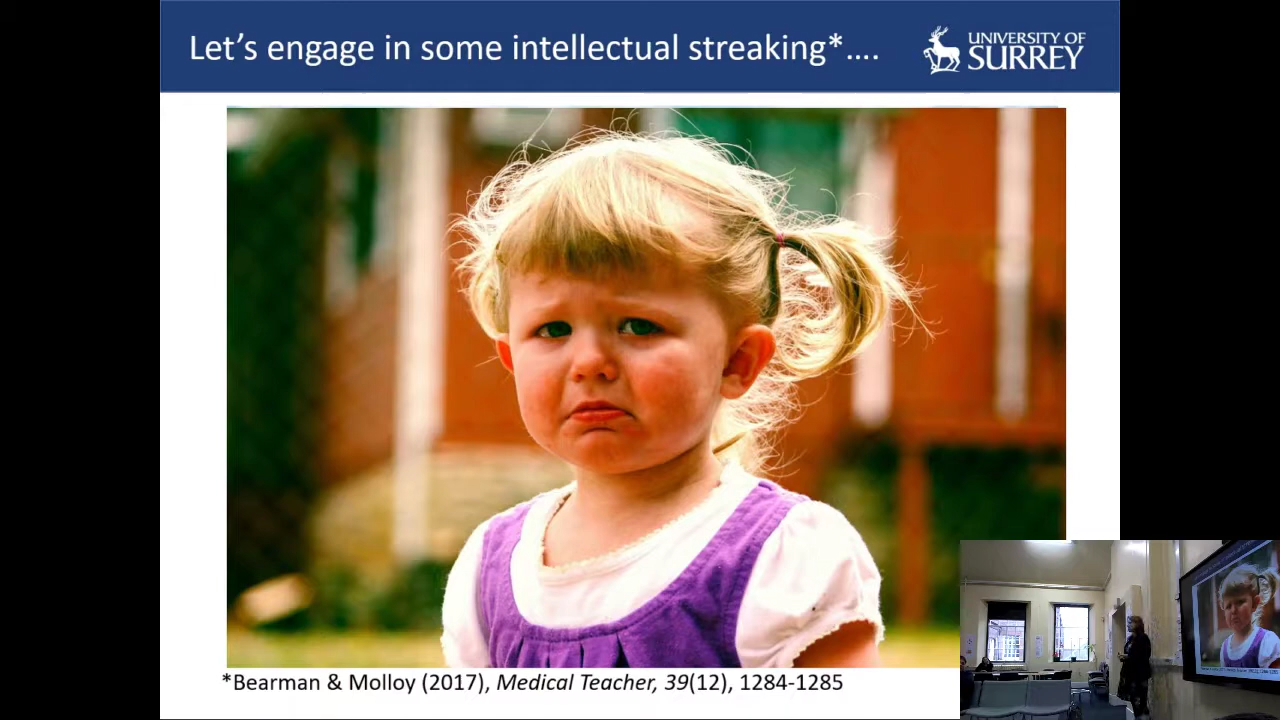 Let's engage in some intellectual streaking*....
UNIVERSITY OF
SURREY
*Bearman & Molloy (2017), Medical Teacher, 39(12), 1284-1285